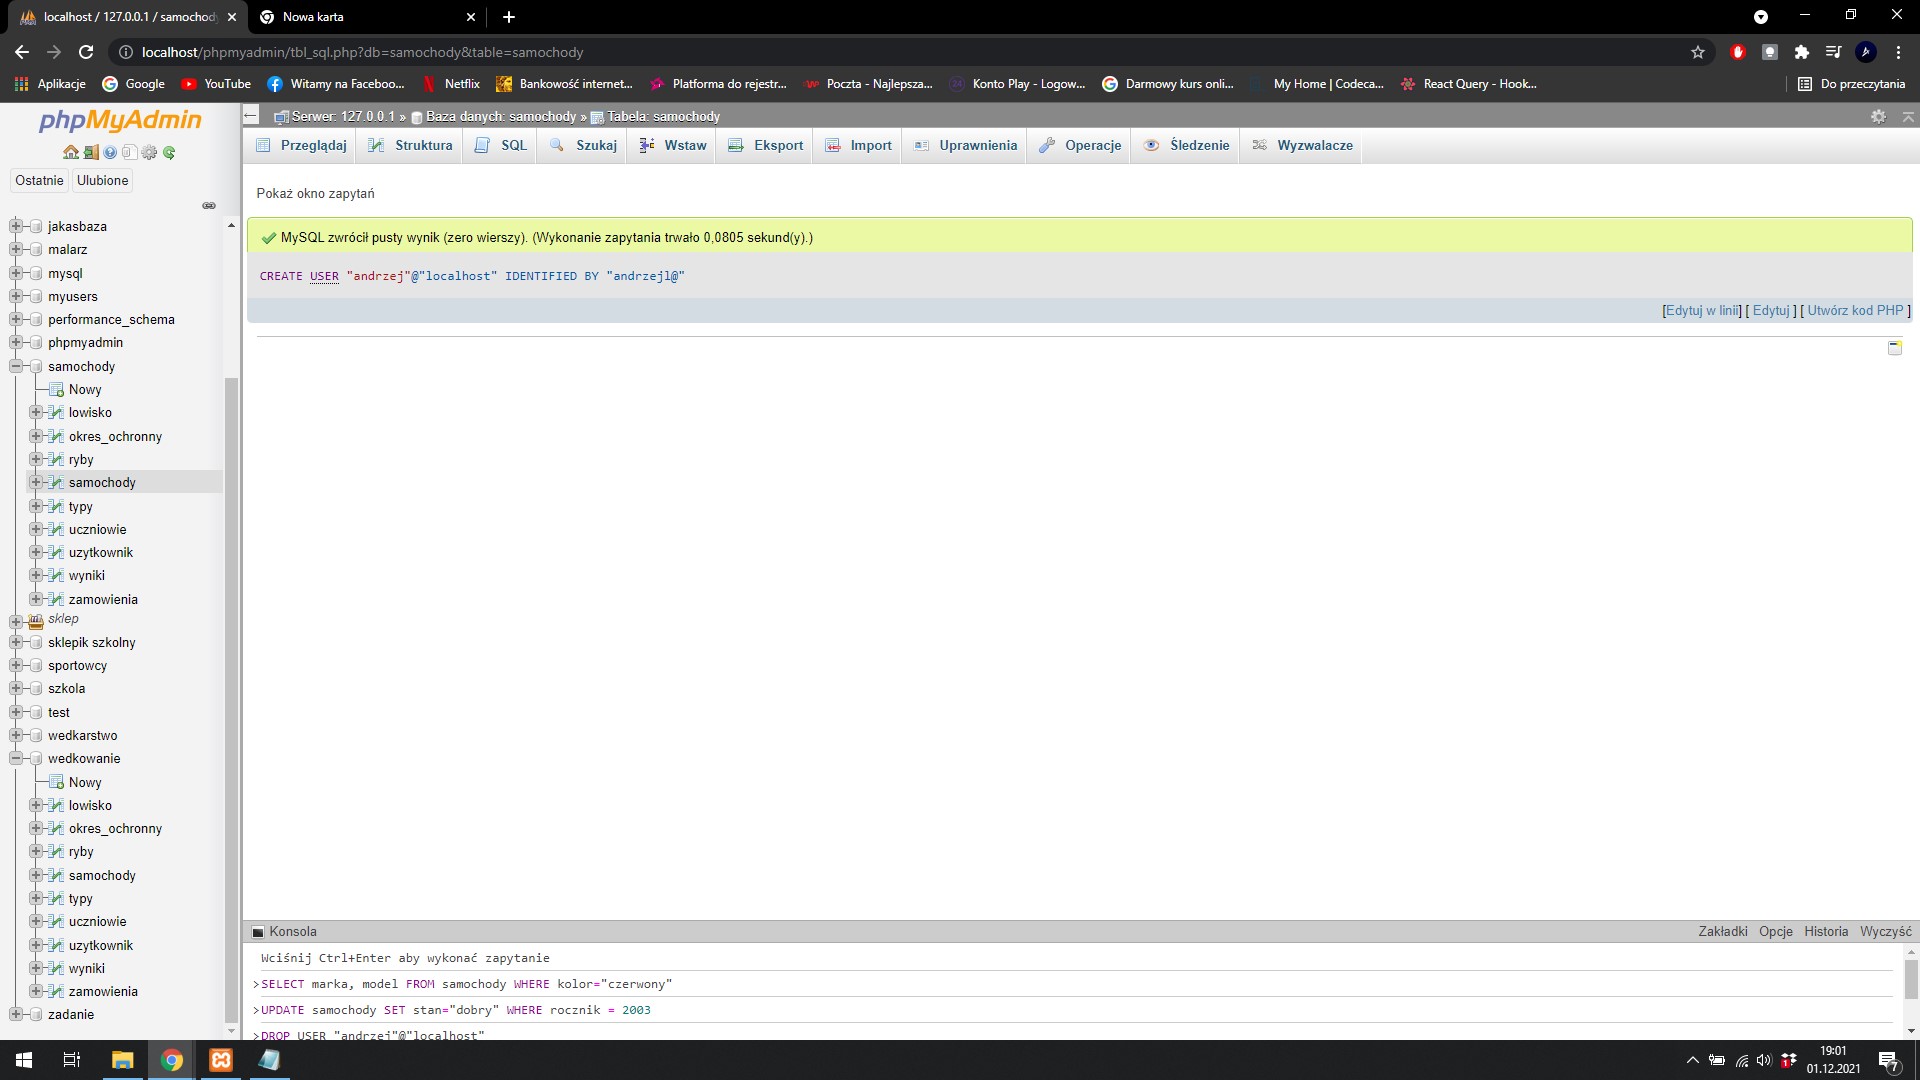 localhost / 127.0.0.1 / samochody
Nowa karta
localhost/phpmyadmin/tbl_sql.php?db=samochody&table=samochody
Aplikacje
Google
YouTube
Witamy na Faceboo...
Netflix
Bankowość internet...
Platforma do rejestr...
Poczta - Najlepsza...
Konto Play - Logow...
Darmowy kurs onli...
My Home | Codeca...
React Query - Hook...
Do przeczytania
phpMyAdmin
Ostatnie
Ulubione
jakasbaza
malarz
mysql
myusers
performance_schema
phpmyadmin
samochody
Nowy
lowisko
okres_ochronny
ryby
samochody
typy
uczniowie
uzytkownik
wyniki
zamowienia
sklep
sklepik szkolny
sportowcy
szkola
test
wedkarstwo
wedkowanie
Nowy
lowisko
okres_ochronny
ryby
samochody
typy
uczniowie
uzytkownik
wyniki
zamowienia
zadanie
Serwer: 127.0.0.1 » Baza danych: samochody » Tabela: samochody
Przeglądaj
Struktura
SQL
Szukaj
Wstaw
Eksport
Import
Uprawnienia
Operacje
Śledzenie
Wyzwalacze
Pokaż okno zapytań
MySQL zwrócił pusty wynik (zero wierszy). (Wykonanie zapytania trwało 0,0805 sekund(y).)
CREATE USER "andrzej"@"localhost" IDENTIFIED BY "andrzejl@"
[Edytuj w linii] [ Edytuj ] [ Utwórz kod PHP ]
Konsola
Zakładki
Opcje
Historia
Wyczyść
Wciśnij Ctrl+Enter aby wykonać zapytanie
>SELECT marka, model FROM samochody WHERE kolor="czerwony"
>UPDATE samochody SET stan="dobry" WHERE rocznik = 2003
>DROP USER "andrzej"@"localhost"
19:01
01.12.2021
7